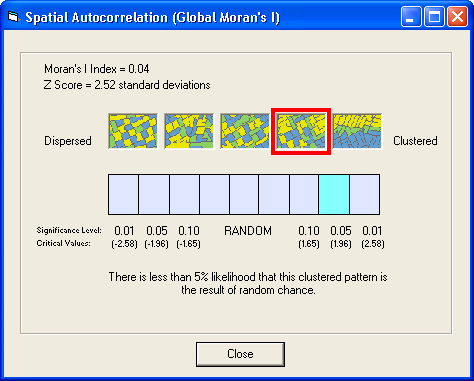 Spatial Autocorrelation (Global Moran's I)
Moran's I Index = 0.04
Z Score = 2.52 standard deviations
Dispersed Clustered
Significance Level: 0.01 0.05 0.10 RANDOM 0.10 0.05 0.01
Critical Values: (-2.58) (-1.96) (-1.65) (1.65) (1.96) (2.58)
There is less than 5% likelihood that this clustered pattern is
the result of random chance.
Close